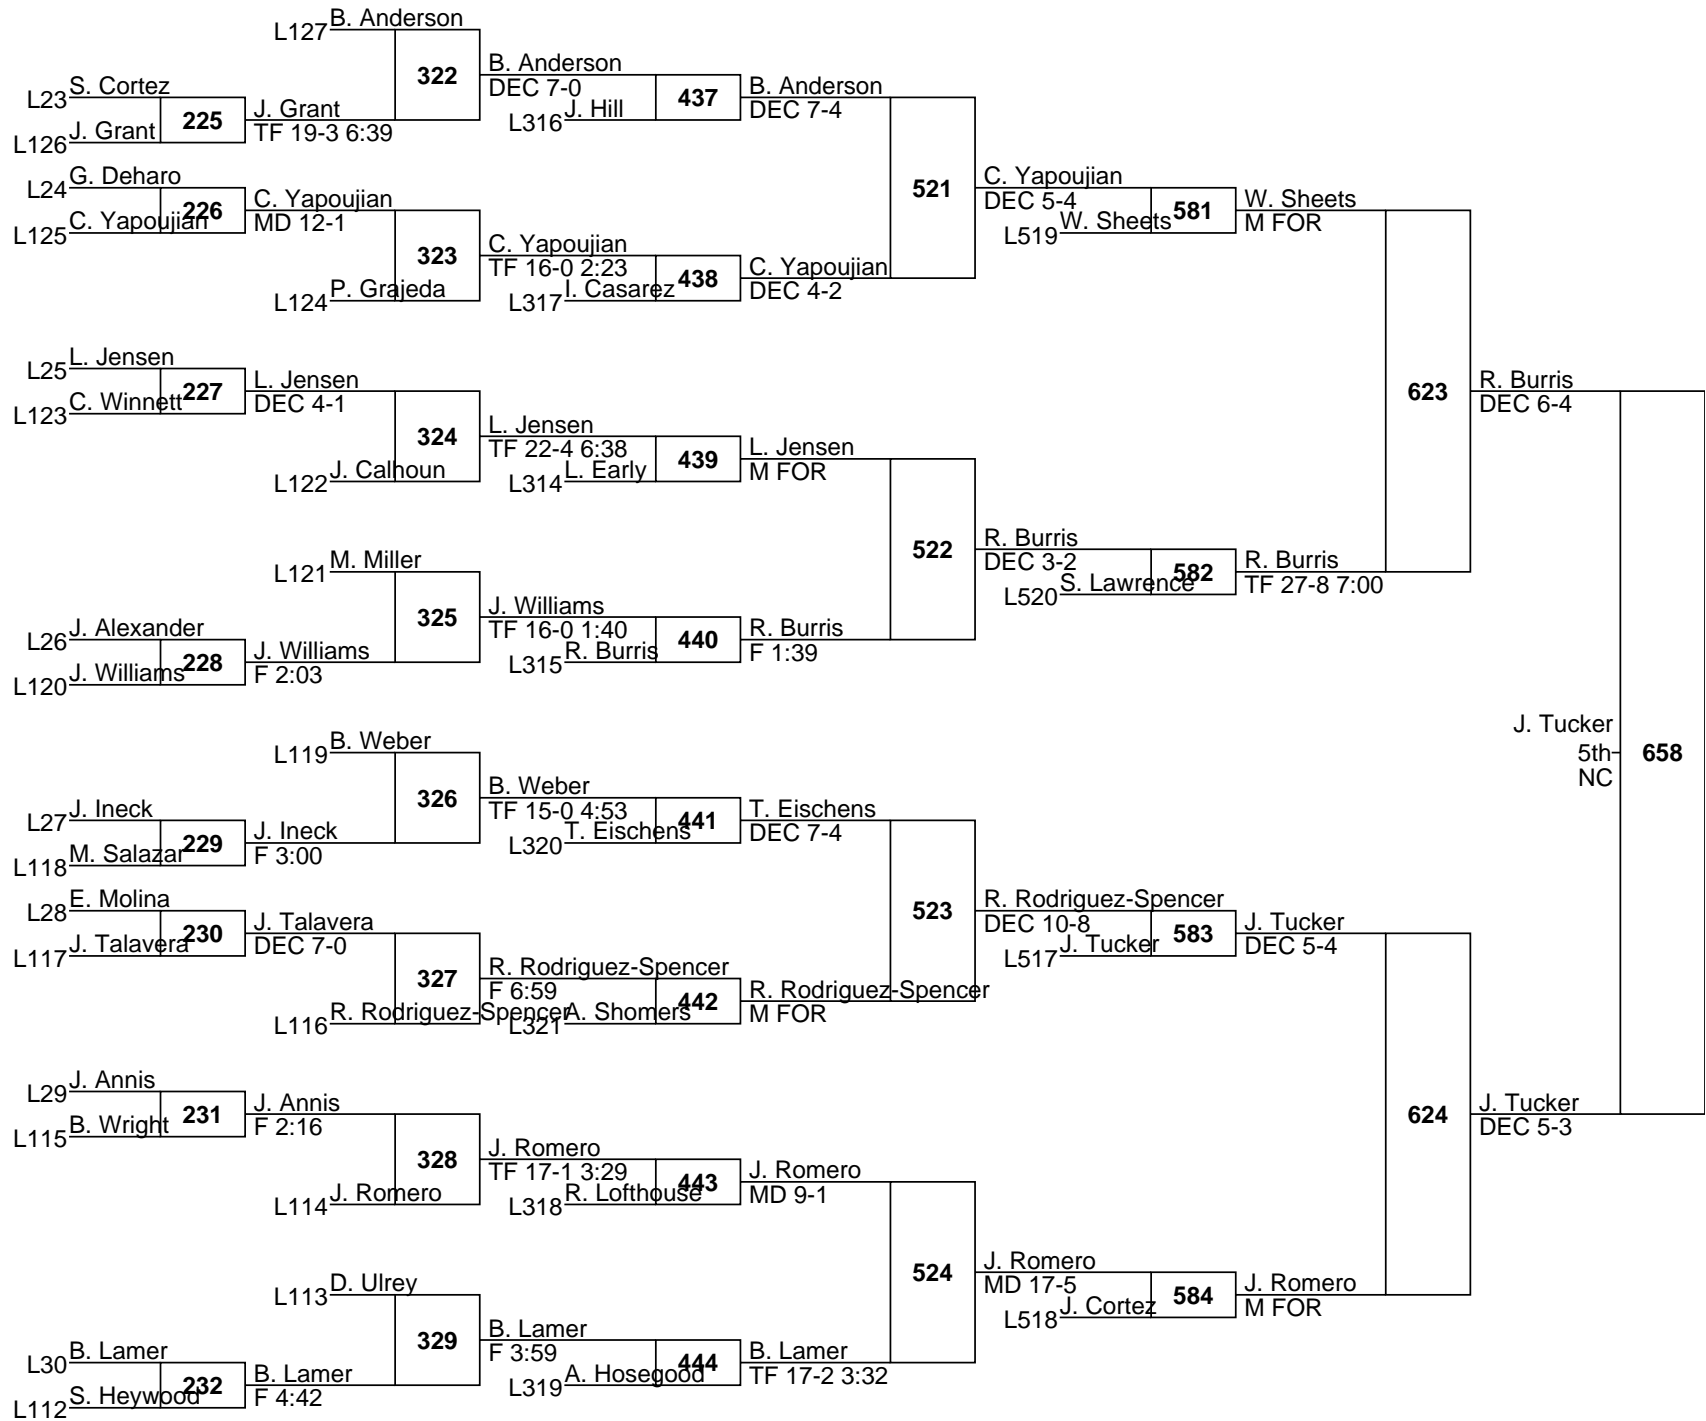 B. Anderson
L127
322
B. Anderson
DEC 7-0
S. Cortez
L23
225
J. Grant
TF 19-3 6:39
J. Grant
L126
437
J. Hill
L316
B. Anderson
DEC 7-4
G. Deharo
L24
226
C. Yapoujian
MD 12-1
C. Yapoujian
L125
323
C. Yapoujian
TF 16-0 2:23
P. Grajeda
L124
438
I. Casarez
L317
C. Yapoujian
DEC 4-2
521
C. Yapoujian
DEC 5-4
W. Sheets
L519
581
W. Sheets
M FOR
L. Jensen
L25
227
L. Jensen
DEC 4-1
C. Winnett
L123
324
L. Jensen
TF 22-4 6:38
J. Calhoun
L122
439
L. Early
L314
L. Jensen
M FOR
623
R. Burris
DEC 6-4
522
R. Burris
DEC 3-2
S. Lawrence
L520
582
R. Burris
TF 27-8 7:00
M. Miller
L121
325
J. Williams
TF 16-0 1:40
J. Alexander
L26
228
J. Williams
F 2:03
J. Williams
L120
440
R. Burris
L315
R. Burris
F 1:39
J. Tucker
5th
NC
658
B. Weber
L119
326
B. Weber
TF 15-0 4:53
J. Ineck
L27
229
J. Ineck
F 3:00
M. Salazar
L118
441
T. Eischens
L320
T. Eischens
DEC 7-4
E. Molina
L28
230
J. Talavera
DEC 7-0
J. Talavera
L117
327
R. Rodriguez-Spencer
F 6:59
R. Rodriguez-Spencer
L116
442
A. Shomers
L321
R. Rodriguez-Spencer
M FOR
523
R. Rodriguez-Spencer
DEC 10-8
J. Tucker
L517
583
J. Tucker
DEC 5-4
J. Annis
L29
231
J. Annis
F 2:16
B. Wright
L115
328
J. Romero
TF 17-1 3:29
J. Romero
L114
443
R. Lofthouse
L318
J. Romero
MD 9-1
624
J. Tucker
DEC 5-3
524
J. Romero
MD 17-5
J. Cortez
L518
584
J. Romero
M FOR
D. Ulrey
L113
329
B. Lamer
F 3:59
B. Lamer
L30
232
B. Lamer
F 4:42
S. Heywood
L112
444
A. Hosegood
L319
B. Lamer
TF 17-2 3:32